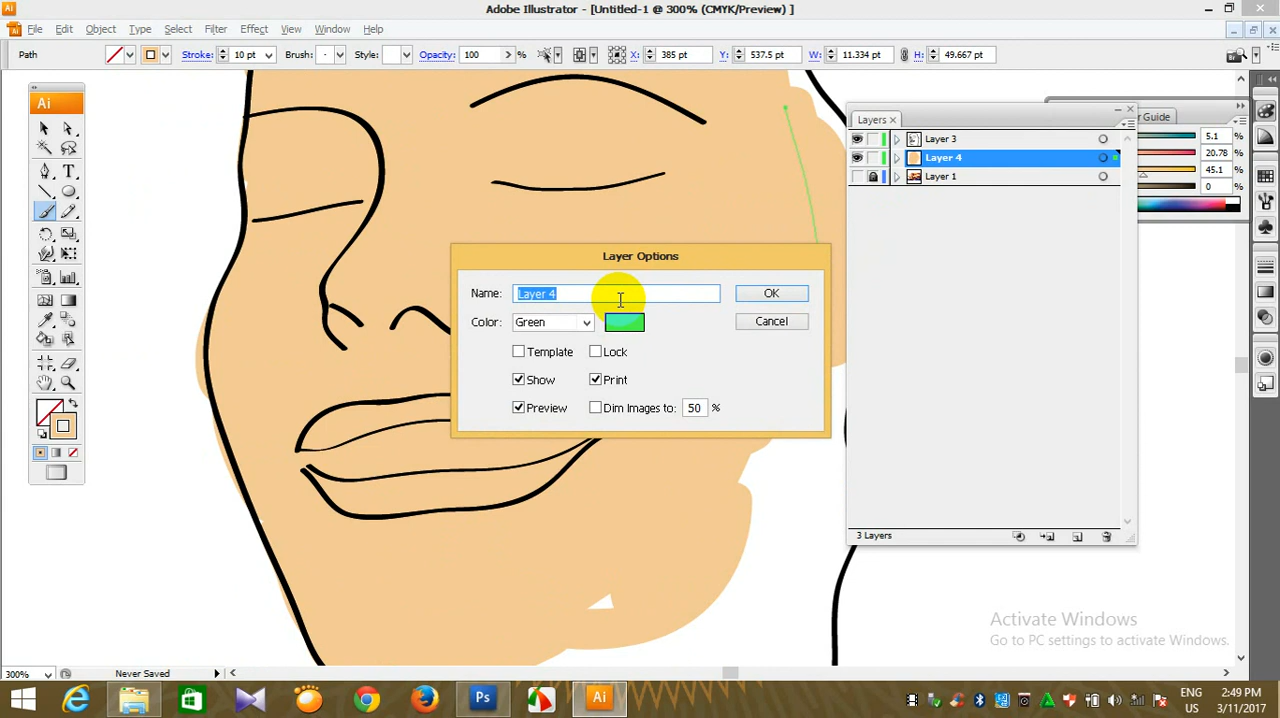 Adobe Illustrator - [Untitled-1 @ 300% (CMYK/Preview) ]
File Edit Object Type Select Filter Effect View Window Help
Path Stroke: 10 pt Brush: Style: Opacity: 100 % X: 385 pt Y: 537.5 pt W: 11.334 pt H: 49.667 pt
Ai
Layers
Guide
Layer 3
5.1 %
Layer 4
20.78 %
Layer 1
45.1 %
0 %
Layer Options
Name: Layer 4 OK
Color: Green Cancel
Template Lock
Show Print
Preview Dim Images to: 50 %
3 Layers
Activate Windows
Go to PC settings to activate Windows.
300% Never Saved
Ps Ai
ENG 2:49 PM
US 3/11/2017